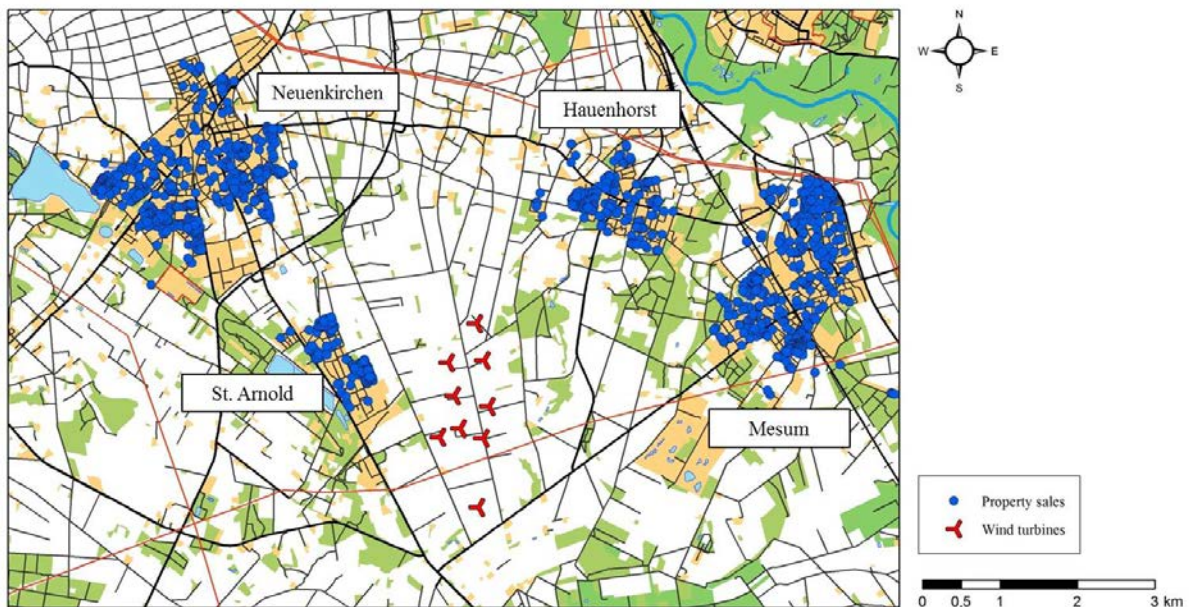 N
W E
S
Neuenkirchen
Hauenhorst
St. Arnold
Mesum
Property sales
Wind turbines
0 0.5 1 2 3 km